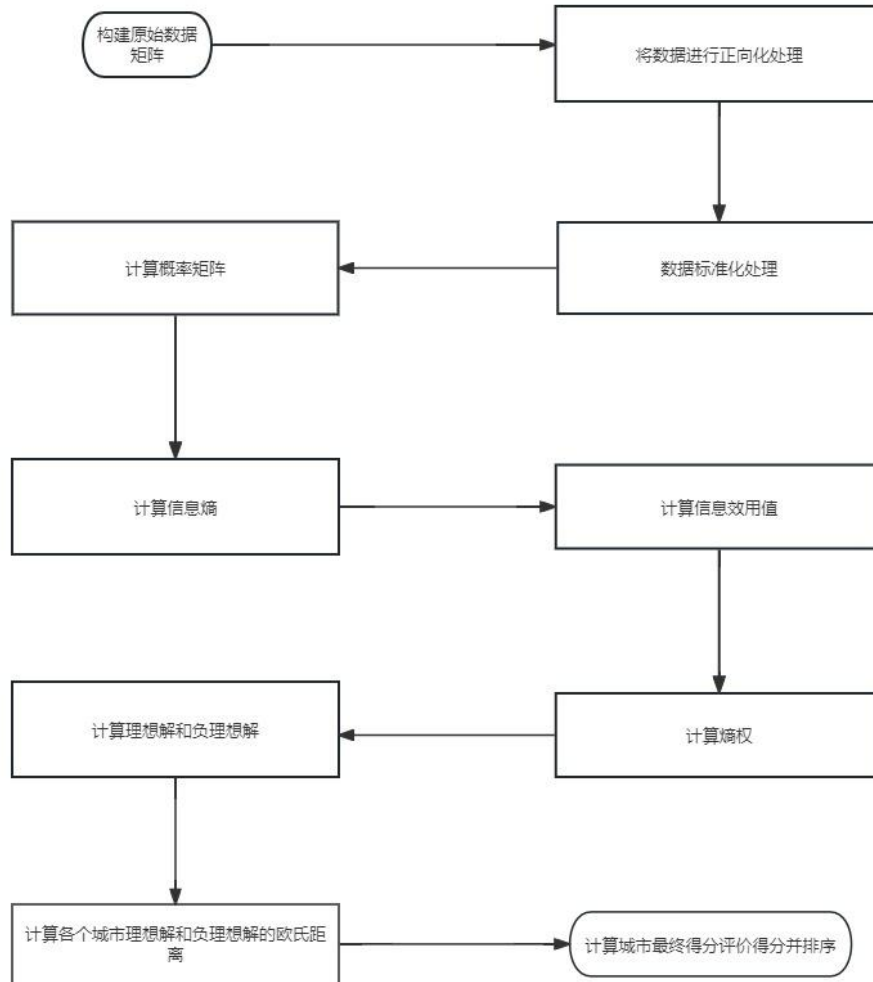 构建原始数据
矩阵
将数据进行正向化处理
数据标准化处理
计算概率矩阵
计算信息熵
计算信息效用值
计算熵权
计算理想解和负理想解
计算各个城市理想解和负理想解的欧氏距
离
计算城市最终得分评价得分并排序